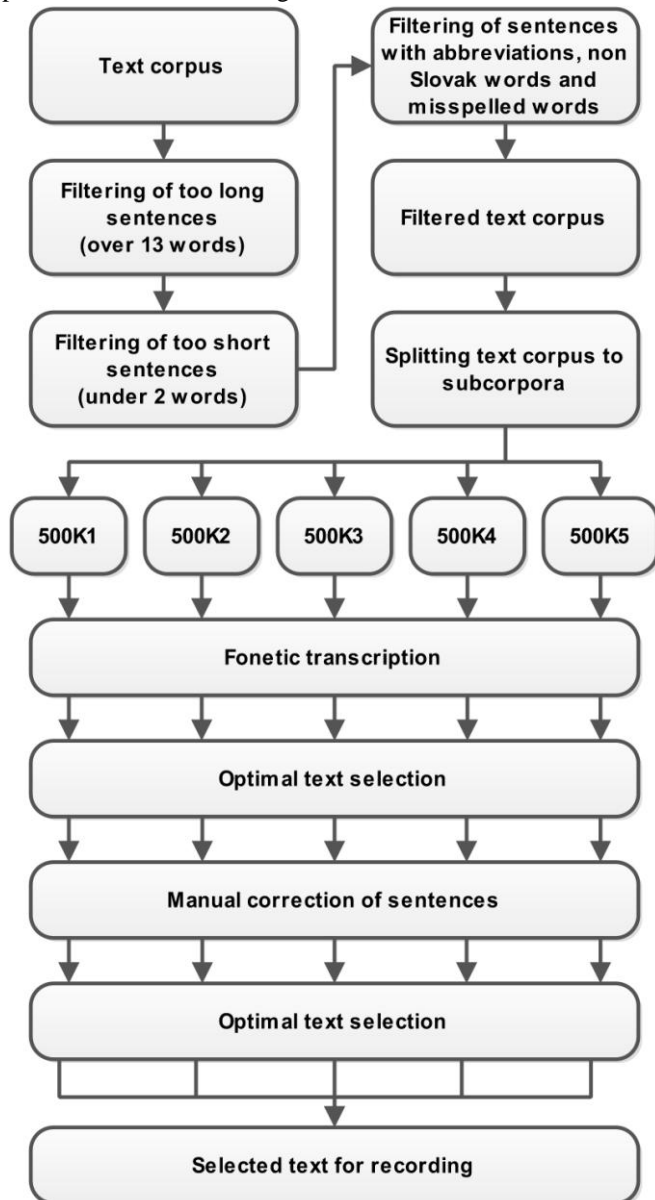 Text corpus
Filtering of too long
sentences
(over 13 words)
Filtering of too short
sentences
(under 2 words)
Filtering of sentences
with abbreviations, non
Slovak words and
misspelled words
Filtered text corpus
Splitting text corpus to
subcorpora
500K1
500K2
500K3
500K4
500K5
Fonetic transcription
Optimal text selection
Manual correction of sentences
Optimal text selection
Selected text for recording